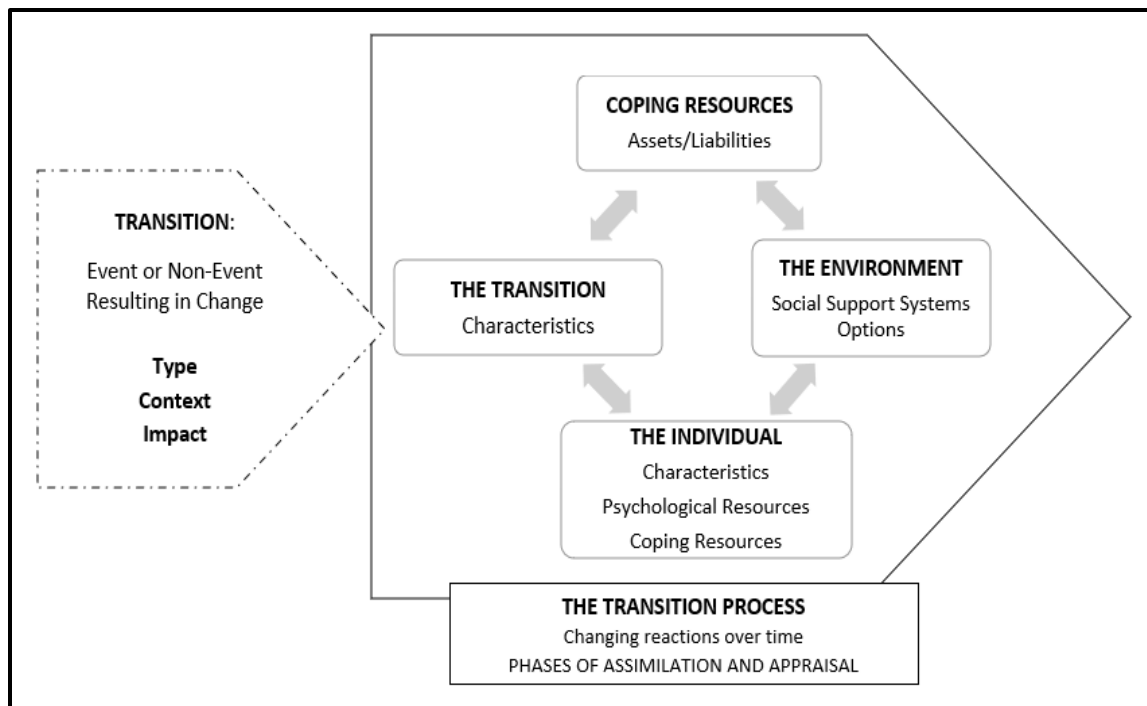 TRANSITION:
Event or Non-Event
Resulting in Change
Type
Context
Impact
COPING RESOURCES
Assets/Liabilities
THE TRANSITION
Characteristics
THE ENVIRONMENT
Social Support Systems
Options
THE INDIVIDUAL
Characteristics
Psychological Resources
Coping Resources
THE TRANSITION PROCESS
Changing reactions over time
PHASES OF ASSIMILATION AND APPRAISAL